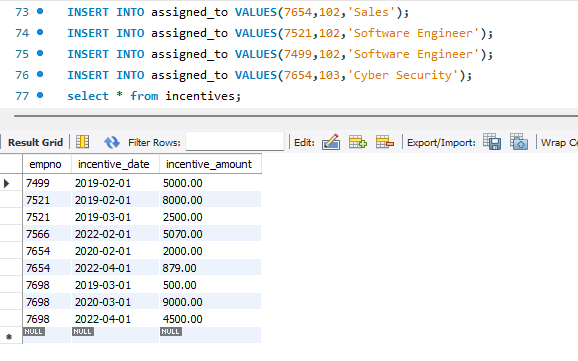 73 INSERT INTO assigned_to VALUES(7654,102,'Sales');
74 INSERT INTO assigned_to VALUES(7521,102,'Software Engineer');
75 INSERT INTO assigned_to VALUES(7499,102,'Software Engineer');
76 INSERT INTO assigned_to VALUES(7654,103,'Cyber Security');
77 select * from incentives;
Result Grid Filter Rows: Edit: Export/Import: Wrap Ce
empno incentive_date incentive_amount
7499 2019-02-01 5000.00
7521 2019-02-01 8000.00
7521 2019-03-01 2500.00
7566 2022-02-01 5070.00
7654 2020-02-01 2000.00
7654 2022-04-01 879.00
7698 2019-03-01 500.00
7698 2020-03-01 9000.00
7698 2022-04-01 4500.00
NULL NULL NULL